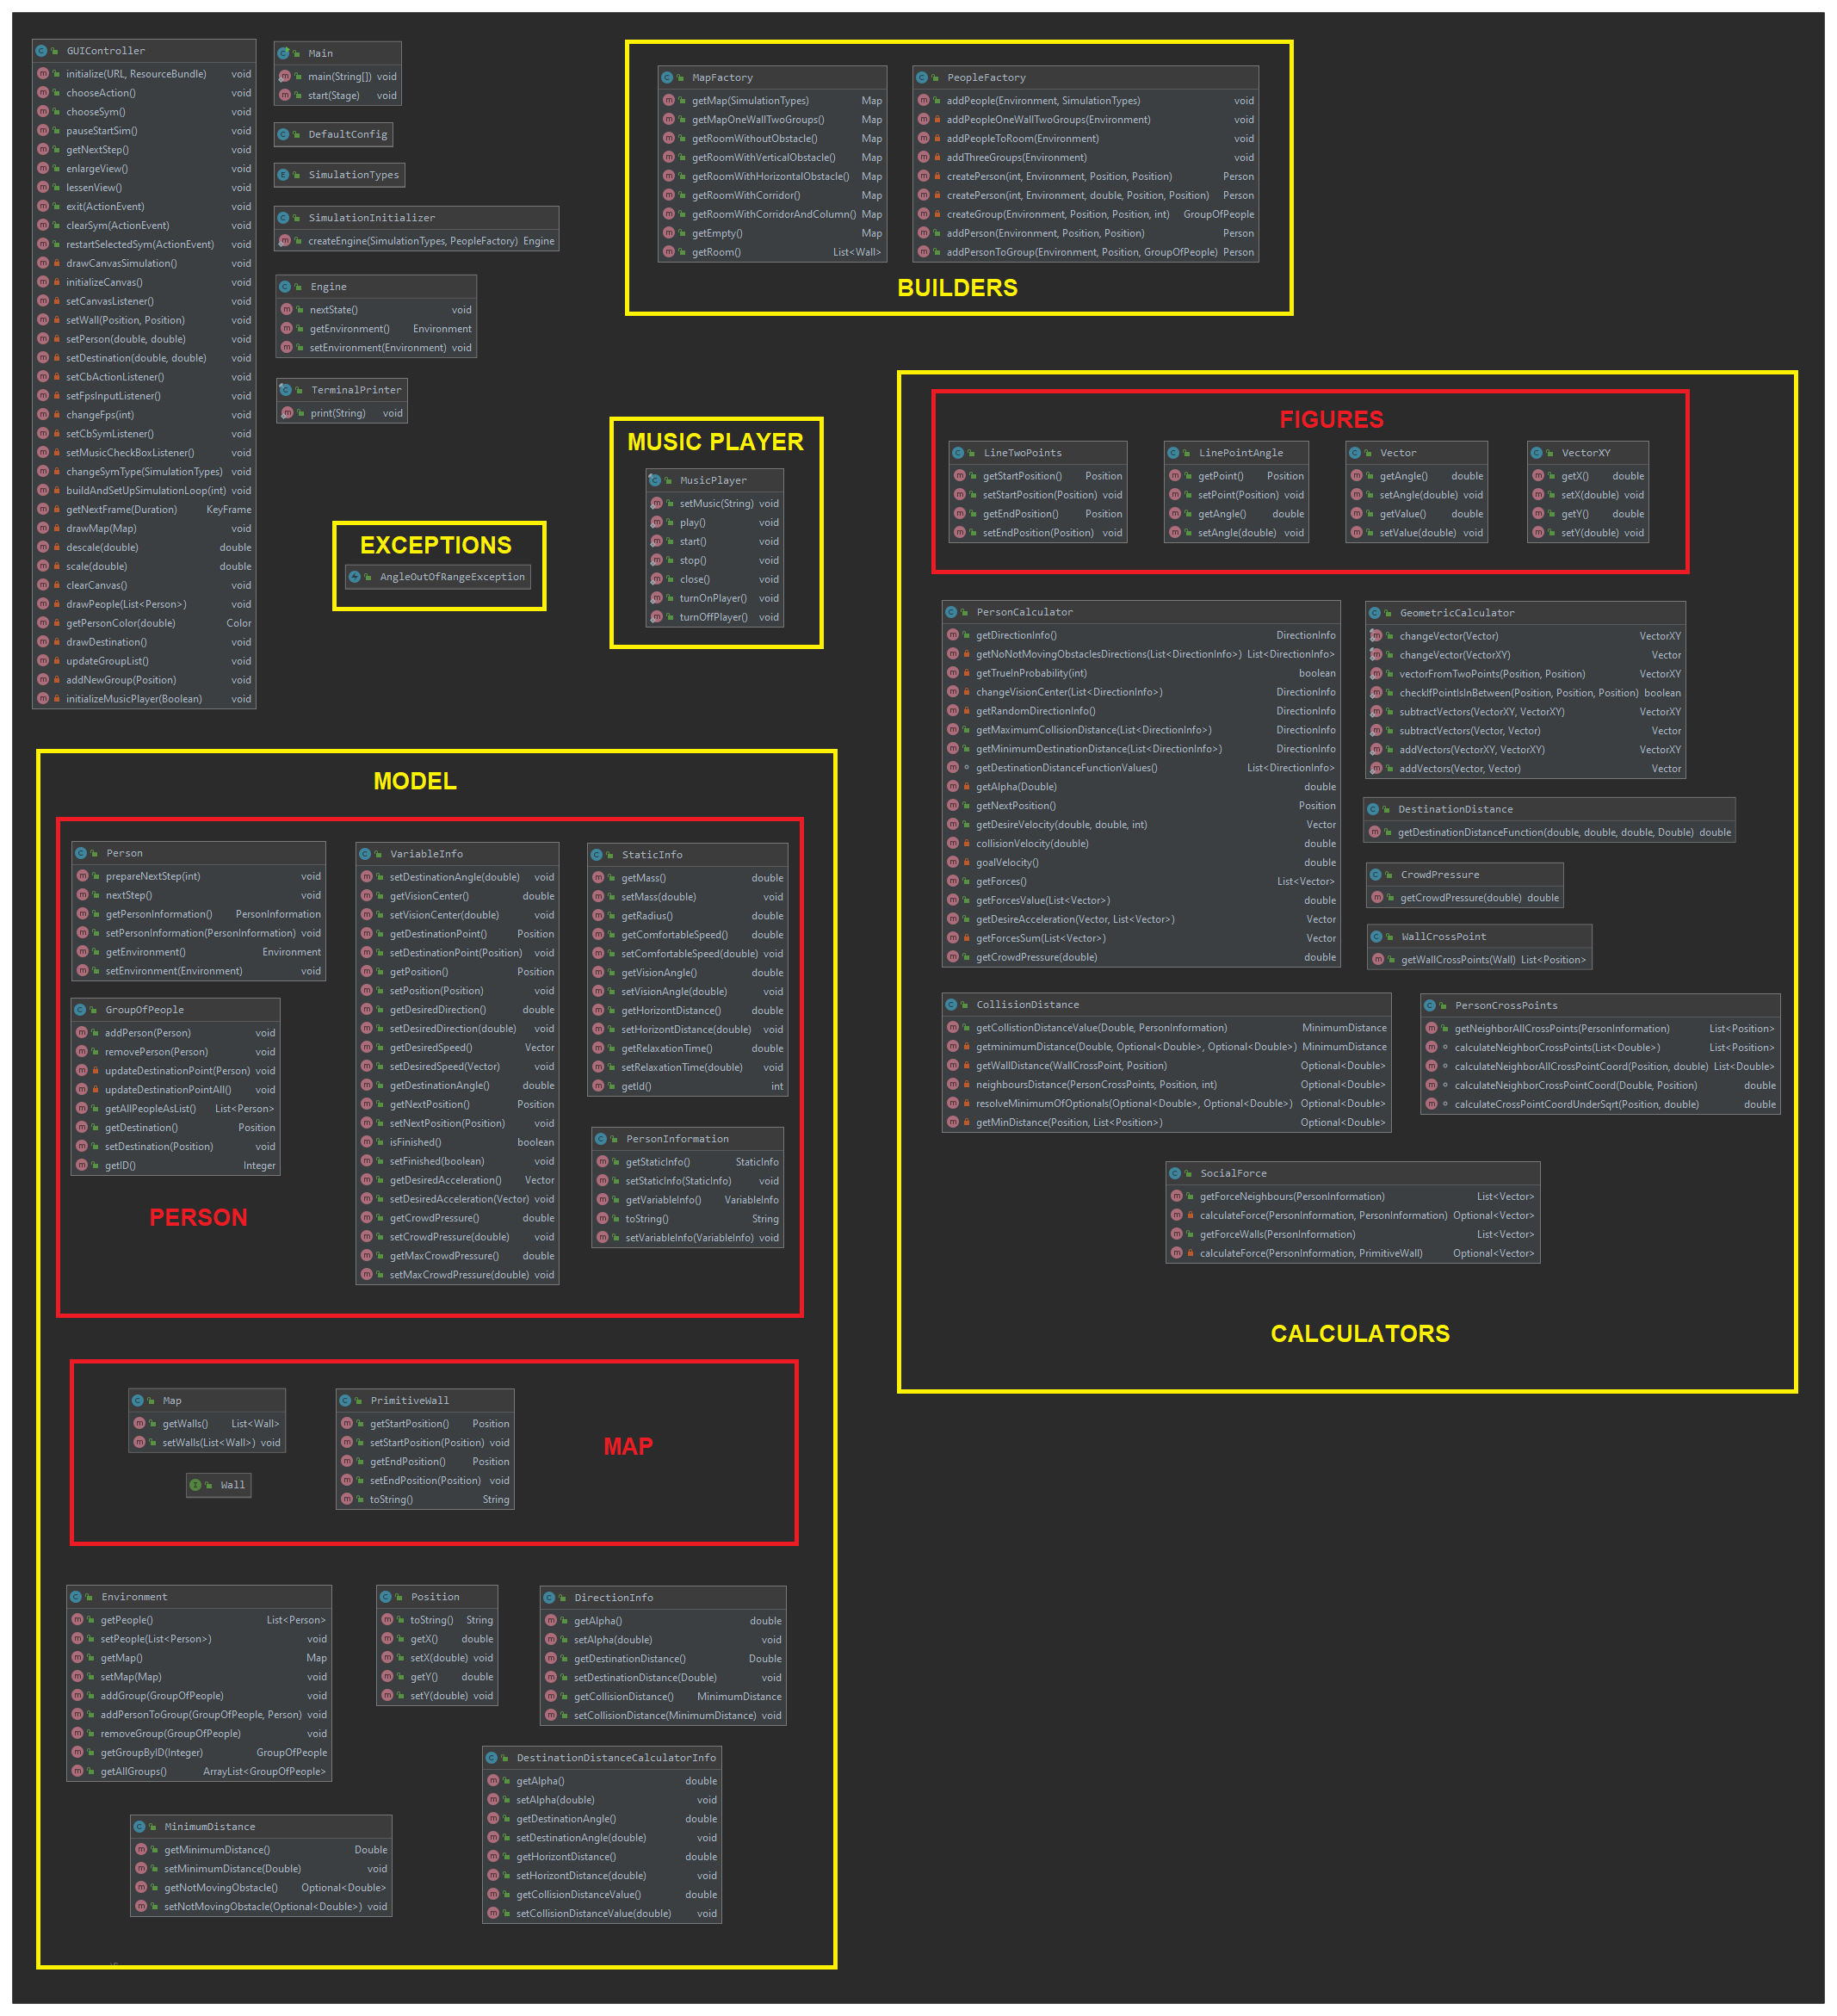 GUIController
initialize(URL, ResourceBundle) void
chooseAction() void
chooseSym() void
pauseStartSim() void
getNextStep() void
enlargeView() void
lessenView() void
exit(ActionEvent) void
clearSym(ActionEvent) void
restartSelectedSym(ActionEvent) void
drawCanvasSimulation() void
initializeCanvas() void
setCanvasListener() void
setWall(Position, Position) void
setPerson(double, double) void
setDestination(double, double) void
setCbActionListener() void
setFpsInputListener() void
changeFps(int) void
setCbSymListener() void
setMusicCheckBoxListener() void
changeSymType(SimulationTypes) void
buildAndSetUpSimulationLoop(int) void
getNextFrame(Duration) KeyFrame
drawMap(Map) void
descale(double) double
scale(double) double
clearCanvas() void
drawPeople(List<Person>) void
getPersonColor(double) Color
drawDestination() void
updateGroupList() void
addNewGroup(Position) void
initializeMusicPlayer(Boolean) void
Main
main(String[]) void
start(Stage) void
DefaultConfig
SimulationTypes
SimulationInitializer
createEngine(SimulationTypes, PeopleFactory) Engine
Engine
nextState() void
getEnvironment() Environment
setEnvironment(Environment) void
TerminalPrinter
print(String) void
MapFactory
getMap(SimulationTypes) Map
getMapOneWallTwoGroups() Map
getRoomWithoutObstacle() Map
getRoomWithVerticalObstacle() Map
getRoomWithHorizontalObstacle() Map
getRoomWithCorridor() Map
getRoomWithCorridorAndColumn() Map
getEmpty() Map
getRoom() List<Wall>
PeopleFactory
addPeople(Environment, SimulationTypes) void
addPeopleOneWallTwoGroups(Environment) void
addPeopleToRoom(Environment) void
addThreeGroups(Environment) void
createPerson(int, Environment, Position, Position) Person
createPerson(int, Environment, double, Position, Position) Person
createGroup(Environment, Position, Position, int) GroupOfPeople
addPerson(Environment, Position, Position) Person
addPersonToGroup(Environment, Position, GroupOfPeople) Person
BUILDERS
EXCEPTIONS
AngleOutOfRangeException
MUSIC PLAYER
MusicPlayer
setMusic(String) void
play() void
start() void
stop() void
close() void
turnOnPlayer() void
turnOffPlayer() void
FIGURES
LineTwoPoints
getStartPosition() Position
setStartPosition(Position) void
getEndPosition() Position
setEndPosition(Position) void
LinePointAngle
getPoint() Position
setPoint(Position) void
getAngle() double
setAngle(double) void
Vector
getAngle() double
setAngle(double) void
getValue() double
setValue(double) void
VectorXY
getX() double
setX(double) void
getY() double
setY(double) void
PersonCalculator
getDirectionInfo() DirectionInfo
getNoNotMovingObstaclesDirections(List<DirectionInfo>) List<DirectionInfo>
getTrueInProbability(int) boolean
changeVisionCenter(List<DirectionInfo>) DirectionInfo
getRandomDirectionInfo() DirectionInfo
getMaximumCollisionDistance(List<DirectionInfo>) DirectionInfo
getMinimumDestinationDistance(List<DirectionInfo>) DirectionInfo
getDestinationDistanceFunctionValues() List<DirectionInfo>
getAlpha(Double) double
getNextPosition() Position
getDesireVelocity(double, double, int) Vector
collisionVelocity(double) double
goalVelocity() double
getForces() List<Vector>
getForcesValue(List<Vector>) double
getDesireAcceleration(Vector, List<Vector>) Vector
getForcesSum(List<Vector>) Vector
getCrowdPressure(double) double
GeometricCalculator
changeVector(Vector) VectorXY
changeVector(VectorXY) Vector
vectorFromTwoPoints(Position, Position) VectorXY
checkIfPointIsInBetween(Position, Position, Position) boolean
subtractVectors(VectorXY, VectorXY) VectorXY
subtractVectors(Vector, Vector) Vector
addVectors(VectorXY, VectorXY) VectorXY
addVectors(Vector, Vector) Vector
DestinationDistance
getDestinationDistanceFunction(double, double, double, Double) double
CrowdPressure
getCrowdPressure(double) double
WallCrossPoint
getWallCrossPoints(Wall) List<Position>
CollisionDistance
getCollistionDistanceValue(Double, PersonInformation) MinimumDistance
getminimumDistance(Double, Optional<Double>, Optional<Double>) MinimumDistance
getWallDistance(WallCrossPoint, Position) Optional<Double>
neighboursDistance(PersonCrossPoints, Position, int) Optional<Double>
resolveMinimumOfOptionals(Optional<Double>, Optional<Double>) Optional<Double>
getMinDistance(Position, List<Position>) Optional<Double>
PersonCrossPoints
getNeighborAllCrossPoints(PersonInformation) List<Position>
calculateNeighborCrossPoints(List<Double>) List<Position>
calculateNeighborAllCrossPointCoord(Position, double) List<Double>
calculateNeighborCrossPointCoord(Double, Position) double
calculateCrossPointCoordUnderSqrt(Position, double) double
SocialForce
getForceNeighbours(PersonInformation) List<Vector>
calculateForce(PersonInformation, PersonInformation) Optional<Vector>
getForceWalls(PersonInformation) List<Vector>
calculateForce(PersonInformation, PrimitiveWall) Optional<Vector>
CALCULATORS
MODEL
Person
prepareNextStep(int) void
nextStep() void
getPersonInformation() PersonInformation
setPersonInformation(PersonInformation) void
getEnvironment() Environment
setEnvironment(Environment) void
GroupOfPeople
addPerson(Person) void
removePerson(Person) void
updateDestinationPoint(Person) void
updateDestinationPointAll() void
getAllPeopleAsList() List<Person>
getDestination() Position
setDestination(Position) void
getID() Integer
PERSON
VariableInfo
setDestinationAngle(double) void
getVisionCenter() double
setVisionCenter(double) void
getDestinationPoint() Position
setDestinationPoint(Position) void
getPosition() Position
setPosition(Position) void
getDesiredDirection() double
setDesiredDirection(double) void
getDesiredSpeed() Vector
setDesiredSpeed(Vector) void
getDestinationAngle() double
getNextPosition() Position
setNextPosition(Position) void
isFinished() boolean
setFinished(boolean) void
getDesiredAcceleration() Vector
setDesiredAcceleration(Vector) void
getCrowdPressure() double
setCrowdPressure(double) void
getMaxCrowdPressure() double
setMaxCrowdPressure(double) void
StaticInfo
getMass() double
setMass(double) void
getRadius() double
getComfortableSpeed() double
setComfortableSpeed(double) void
getVisionAngle() double
setVisionAngle(double) void
getHorizontDistance() double
setHorizontDistance(double) void
getRelaxationTime() double
setRelaxationTime(double) void
getId() int
PersonInformation
getStaticInfo() StaticInfo
setStaticInfo(StaticInfo) void
getVariableInfo() VariableInfo
toString() String
setVariableInfo(VariableInfo) void
Map
getWalls() List<Wall>
setWalls(List<Wall>) void
Wall
PrimitiveWall
getStartPosition() Position
setStartPosition(Position) void
getEndPosition() Position
setEndPosition(Position) void
toString() String
MAP
Environment
getPeople() List<Person>
setPeople(List<Person>) void
getMap() Map
setMap(Map) void
addGroup(GroupOfPeople) void
addPersonToGroup(GroupOfPeople, Person) void
removeGroup(GroupOfPeople) void
getGroupByID(Integer) GroupOfPeople
getAllGroups() ArrayList<GroupOfPeople>
Position
toString() String
getX() double
setX(double) void
getY() double
setY(double) void
DirectionInfo
getAlpha() double
setAlpha(double) void
getDestinationDistance() Double
setDestinationDistance(Double) void
getCollisionDistance() MinimumDistance
setCollisionDistance(MinimumDistance) void
DestinationDistanceCalculatorInfo
getAlpha() double
setAlpha(double) void
getDestinationAngle() double
setDestinationAngle(double) void
getHorizontDistance() double
setHorizontDistance(double) void
getCollisionDistanceValue() double
setCollisionDistanceValue(double) void
MinimumDistance
getMinimumDistance() Double
setMinimumDistance(Double) void
getNotMovingObstacle() Optional<Double>
setNotMovingObstacle(Optional<Double>) void